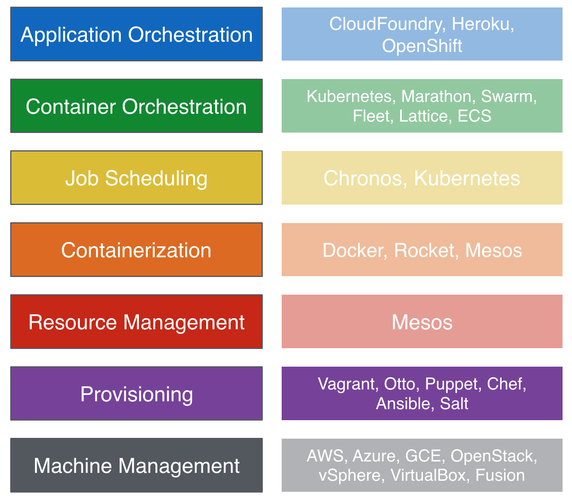 Application Orchestration
CloudFoundry, Heroku,
OpenShift
Container Orchestration
Kubernetes, Marathon, Swarm,
Fleet, Lattice, ECS
Job Scheduling
Chronos, Kubernetes
Containerization
Docker, Rocket, Mesos
Resource Management
Mesos
Provisioning
Vagrant, Otto, Puppet, Chef,
Ansible, Salt
Machine Management
AWS, Azure, GCE, OpenStack,
vSphere, VirtualBox, Fusion